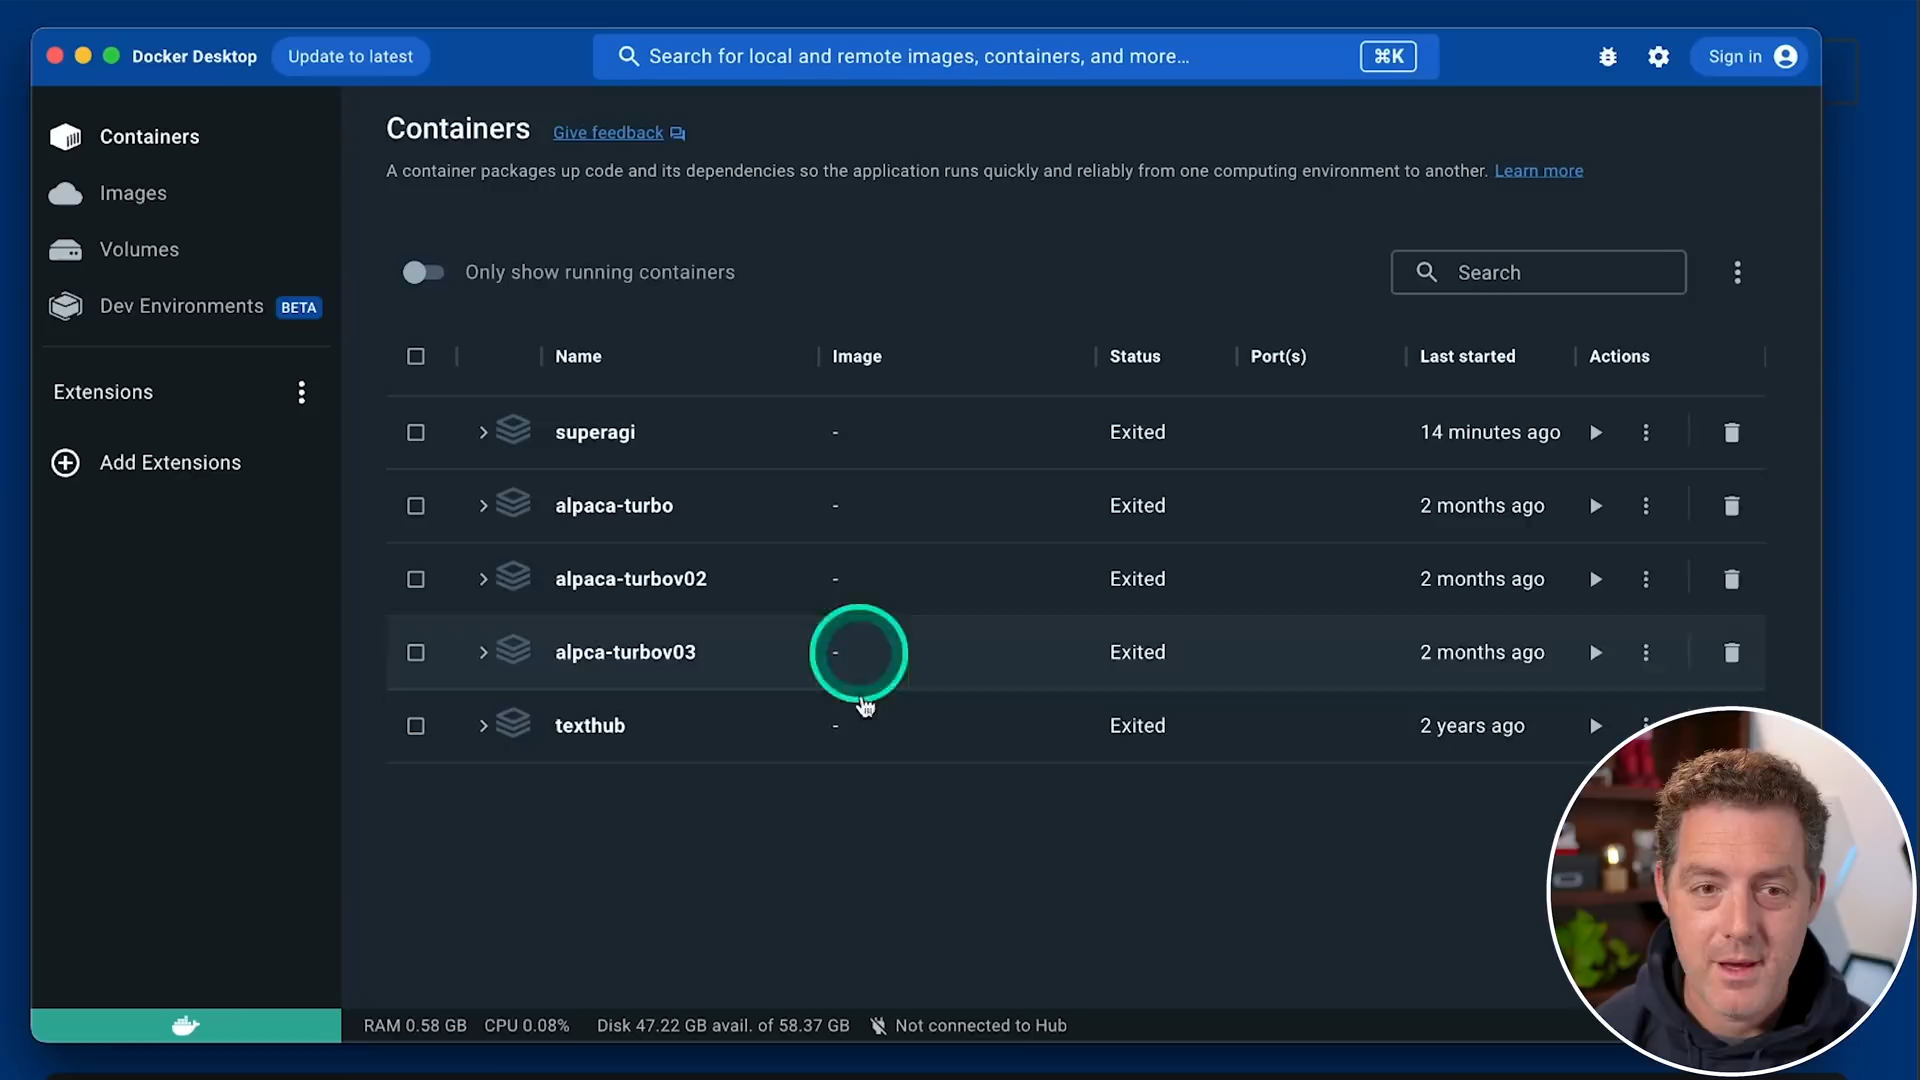 Docker Desktop Update to latest Search for local and remote images, containers, and more... ⌘K Sign in
Containers
Images
Volumes
Dev Environments BETA
Extensions
Add Extensions
Containers Give feedback
A container packages up code and its dependencies so the application runs quickly and reliably from one computing environment to another. Learn more
Only show running containers Search
Name Image Status Port(s) Last started Actions
superagi - Exited 14 minutes ago
alpaca-turbo - Exited 2 months ago
alpaca-turbov02 - Exited 2 months ago
alpca-turbov03 - Exited 2 months ago
texthub - Exited 2 years ago
RAM 0.58 GB CPU 0.08% Disk 47.22 GB avail. of 58.37 GB Not connected to Hub